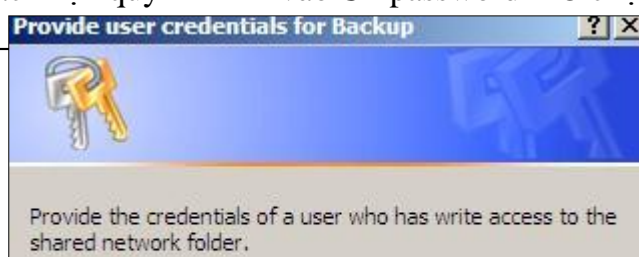 password
Provide user credentials for Backup
Provide the credentials of a user who has write access to the
shared network folder.